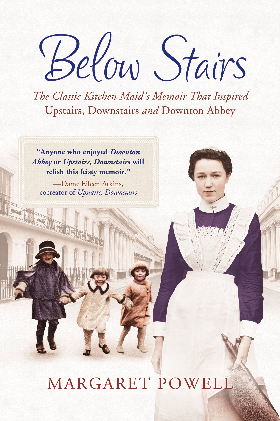 Below Stairs
The Classic Kitchen Maid's Memoir That Inspired
Upstairs, Downstairs and Downton Abbey
"Anyone who enjoyed Downton
Abbey or Upstairs, Downstairs will
relish this feisty memoir."
—Dame Eileen Atkins,
cocreator of Upstairs, Downstairs
MARGARET POWELL